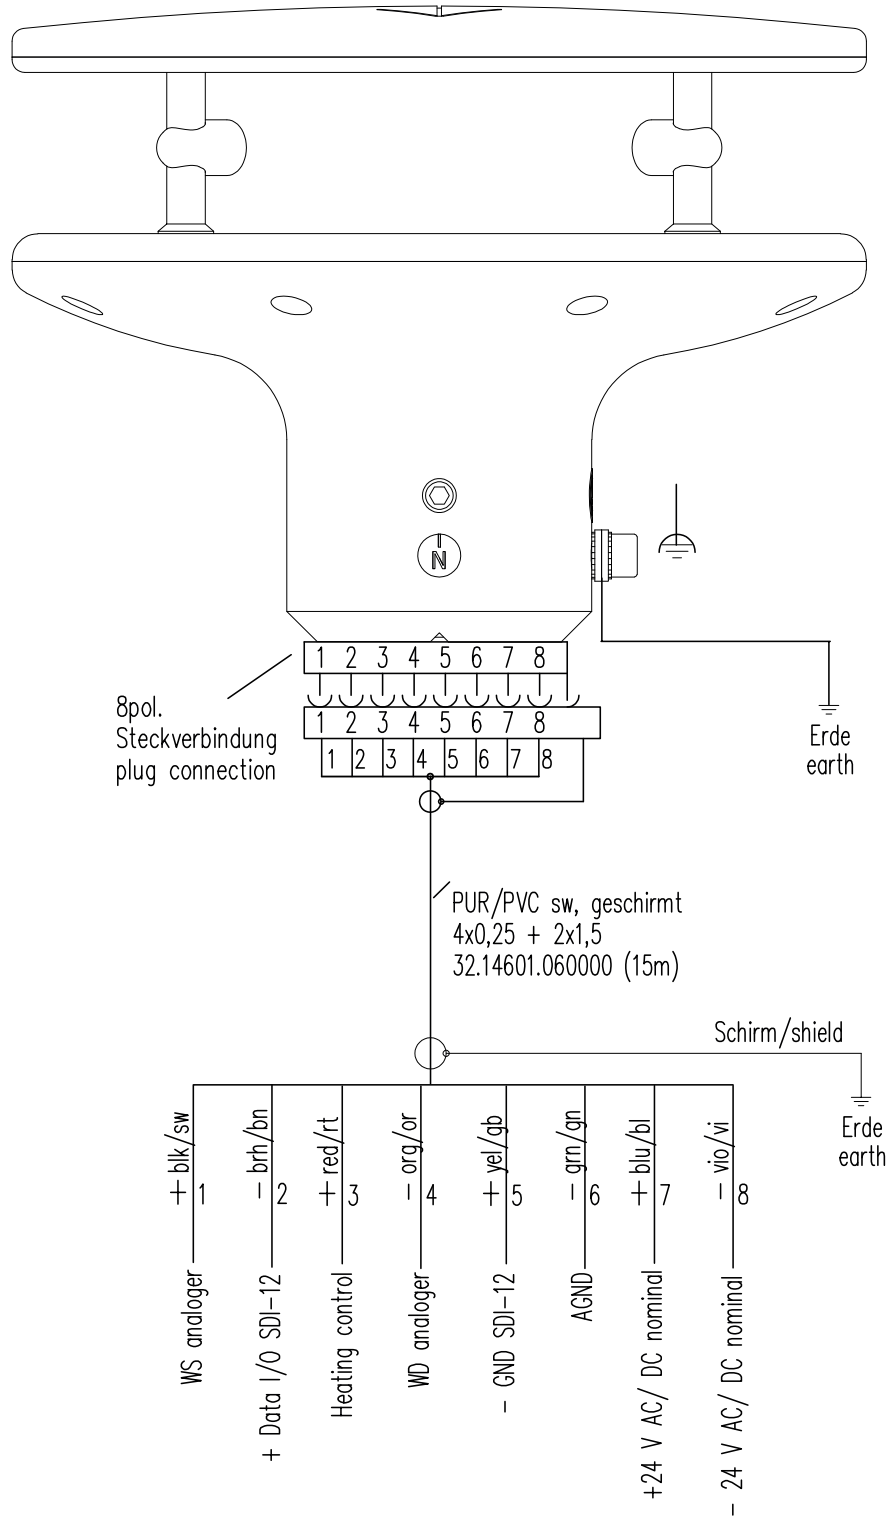 N
1 2 3 4 5 6 7 8
8pol.
Steckverbindung
plug connection
1 2 3 4 5 6 7 8
1 2 3 4 5 6 7 8
Erde
earth
PUR/PVC sw, geschirmt
4x0,25 + 2x1,5
32.14601.060000 (15m)
Schirm/shield
Erde
earth
+ blk/sw
1
WS analoger
- brh/bn
2
+ Data I/O SDI-12
+ red/rt
3
Heating control
- org/or
4
WD analoger
+ yel/gb
5
- GND SDI-12
- grn/gn
6
AGND
+ blu/bl
7
+24 V AC/ DC nominal
- vio/vi
8
- 24 V AC/ DC nominal